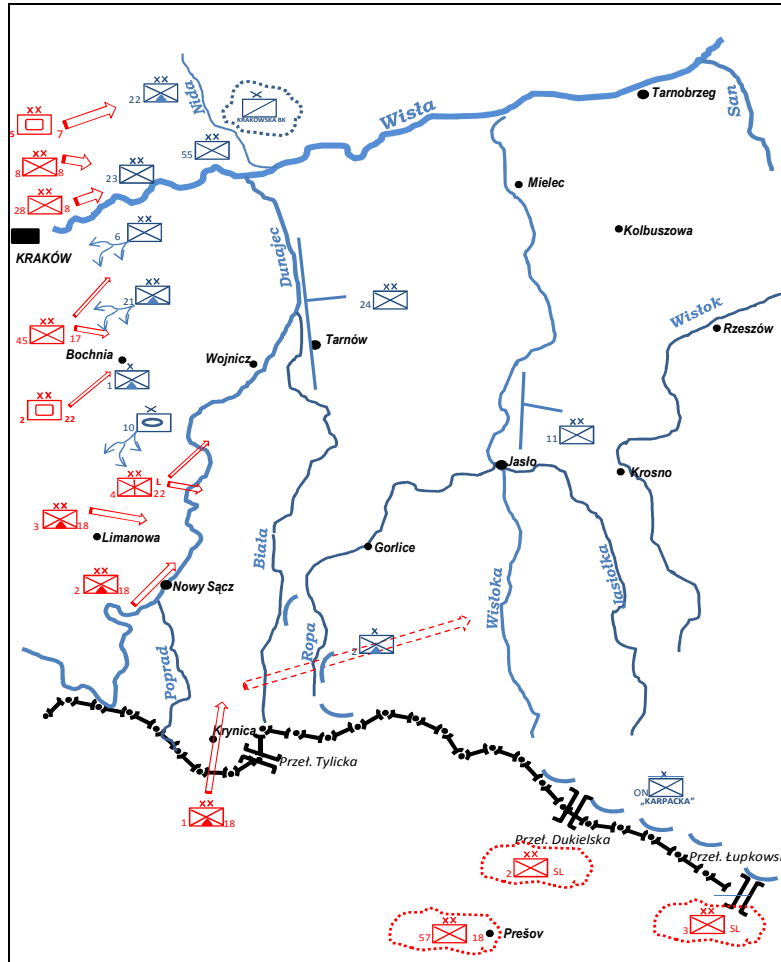 XX
22
Nida
X
KRAKOWSKA BK
Wisła
Tarnobrzeg
San
XX
5 7
XX
55
XX
8 8
XX
23
XX
28 8
Mielec
KRAKÓW
XX
6
Dunajec
Kolbuszowa
XX
21
XX
24
Wisłok
Rzeszów
XX
45 17
Tarnów
Bochnia
Wojnicz
X
1
XX
2 22
X
10
XX
11
Jasło
Krosno
XX L
4 22
XX
3 18
Limanowa
Gorlice
Biała
Jasiołka
XX
2 18
Nowy Sącz
Wisłoka
Ropa
X
2
Poprad
Krynica
Przeł. Tylicka
X
ON
„KARPACKA”
XX
1 18
Przeł. Dukielska
Przeł. Łupkowsk
XX
2 SL
XX
57 18
Prešov
XX
3 SL